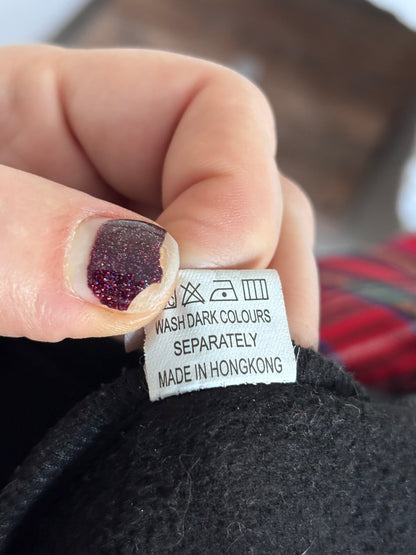 WASH DARK COLOURS
SEPARATELY
MADE IN HONGKONG